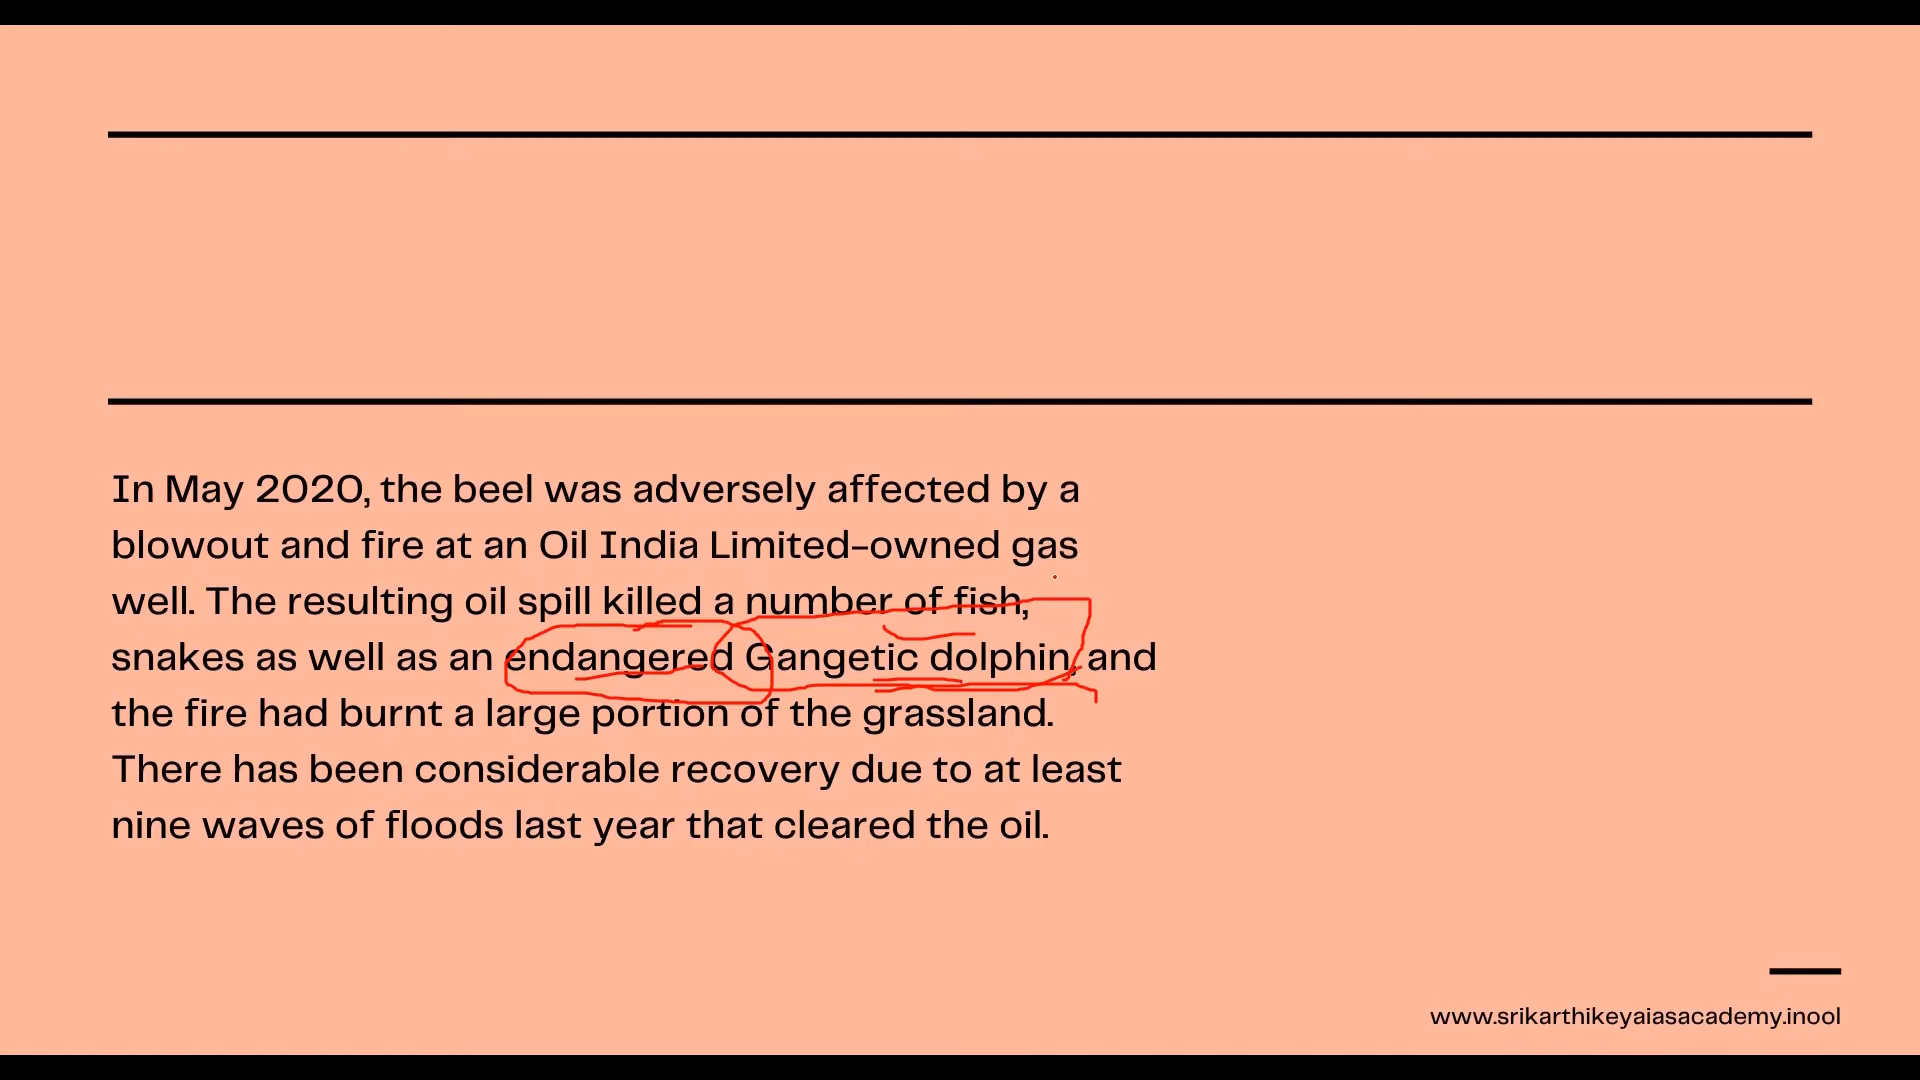 In May 2020, the beel was adversely affected by a
blowout and fire at an Oil India Limited-owned gas
well. The resulting oil spill killed a number of fish,
snakes as well as an endangered Gangetic dolphin, and
the fire had burnt a large portion of the grassland.
There has been considerable recovery due to at least
nine waves of floods last year that cleared the oil.
www.srikarthikeyaiasacademy.inool